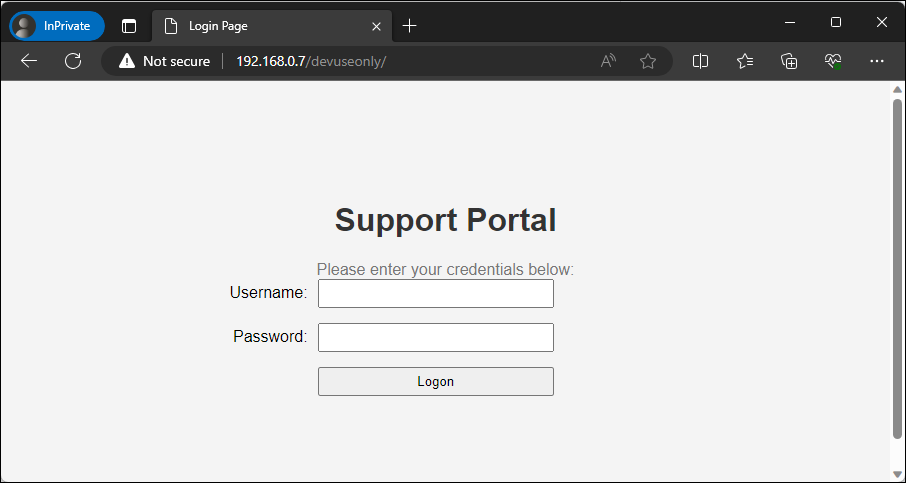 InPrivate
Login Page
Not secure 192.168.0.7/devuseonly/
Support Portal
Please enter your credentials below:
Username:
Password:
Logon